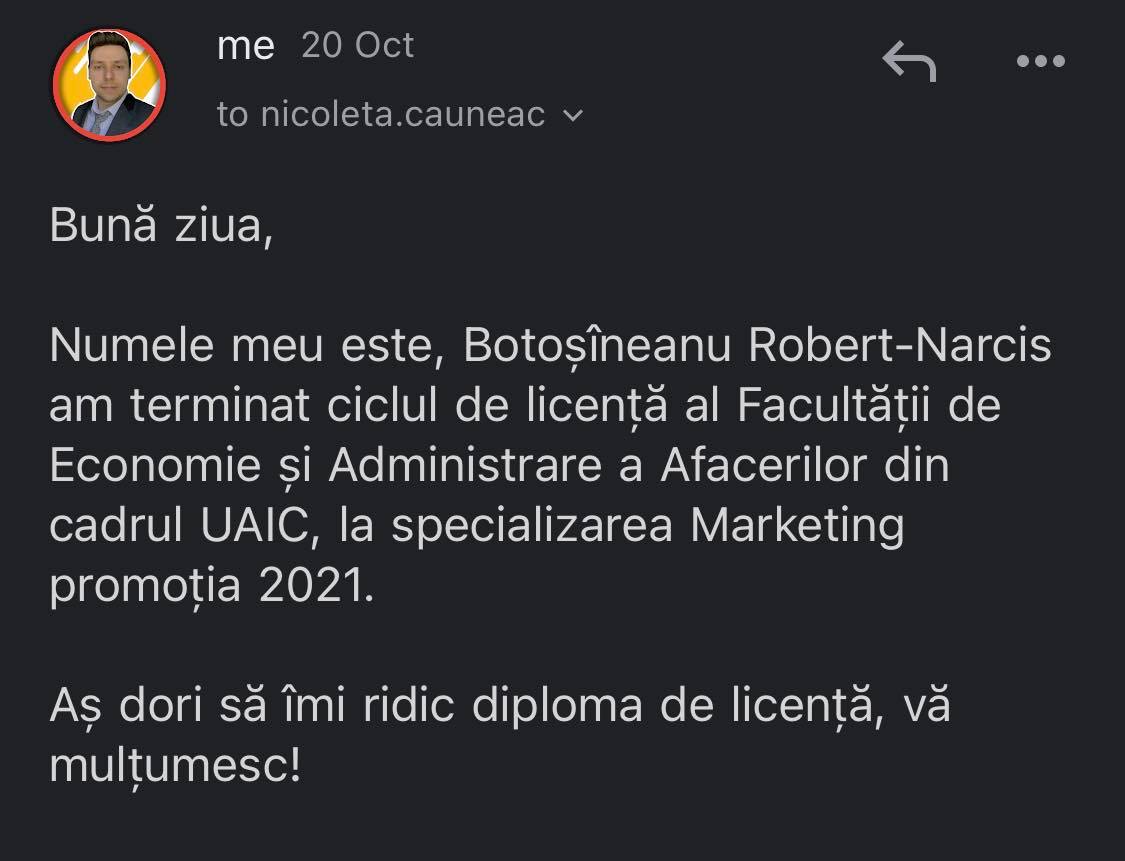 me 20 Oct
to nicoleta.cauneac
Bună ziua,
Numele meu este, Botoșîneanu Robert-Narcis
am terminat ciclul de licență al Facultății de
Economie și Administrare a Afacerilor din
cadrul UAIC, la specializarea Marketing
promoția 2021.
Aș dori să îmi ridic diploma de licență, vă
mulțumesc!